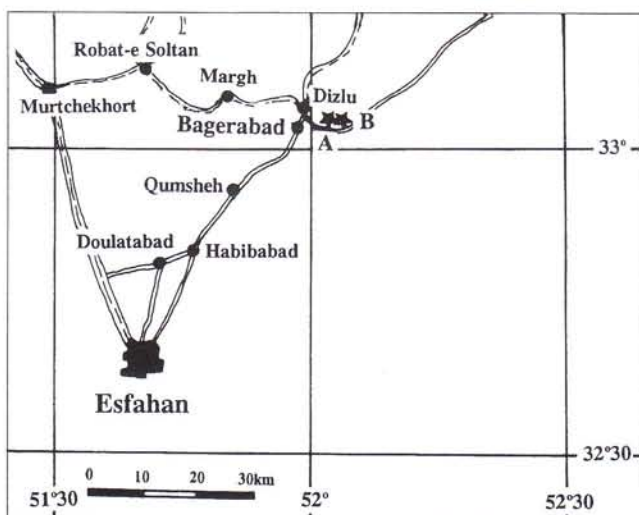 Robat-e Soltan
Margh
Murtchekhort
Dizlu
Bagerabad
B
A
33°
Qumsheh
Doulatabad
Habibabad
Esfahan
32°30
0 10 20 30km
51°30
52°
52°30